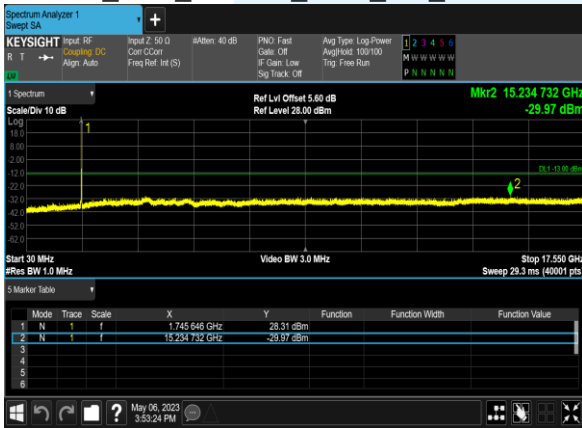 Spectrum Analyzer 1
Swept SA
KEYSIGHT Input: RF Input Z: 50 Ω #Atten: 40 dB PNO: Fast Avg Type: Log-Power 1 2 3 4 5 6
R T Coupling: DC Corr CCorr Gate: Off Avg|Hold: 100/100 M W W W W W
Align: Auto Freq Ref: Int (S) IF Gain: Low Trig: Free Run
LXI Sig Track: Off P N N N N N
1 Spectrum Ref Lvl Offset 5.60 dB Mkr2 15.234 732 GHz
Scale/Div 10 dB Ref Level 28.00 dBm -29.97 dBm
Log 1
18.0
8.00
-2.00
DL1 -13.00 dBm
-12.0
-22.0 2
-32.0
-42.0
-52.0
-62.0
Start 30 MHz Video BW 3.0 MHz Stop 17.550 GHz
#Res BW 1.0 MHz Sweep 29.3 ms (40001 pts
5 Marker Table
Mode Trace Scale X Y Function Function Width Function Value
1 N 1 f 1.745 646 GHz 28.31 dBm
2 N 1 f 15.234 732 GHz -29.97 dBm
3
4
5
6
? May 06, 2023
3:53:24 PM